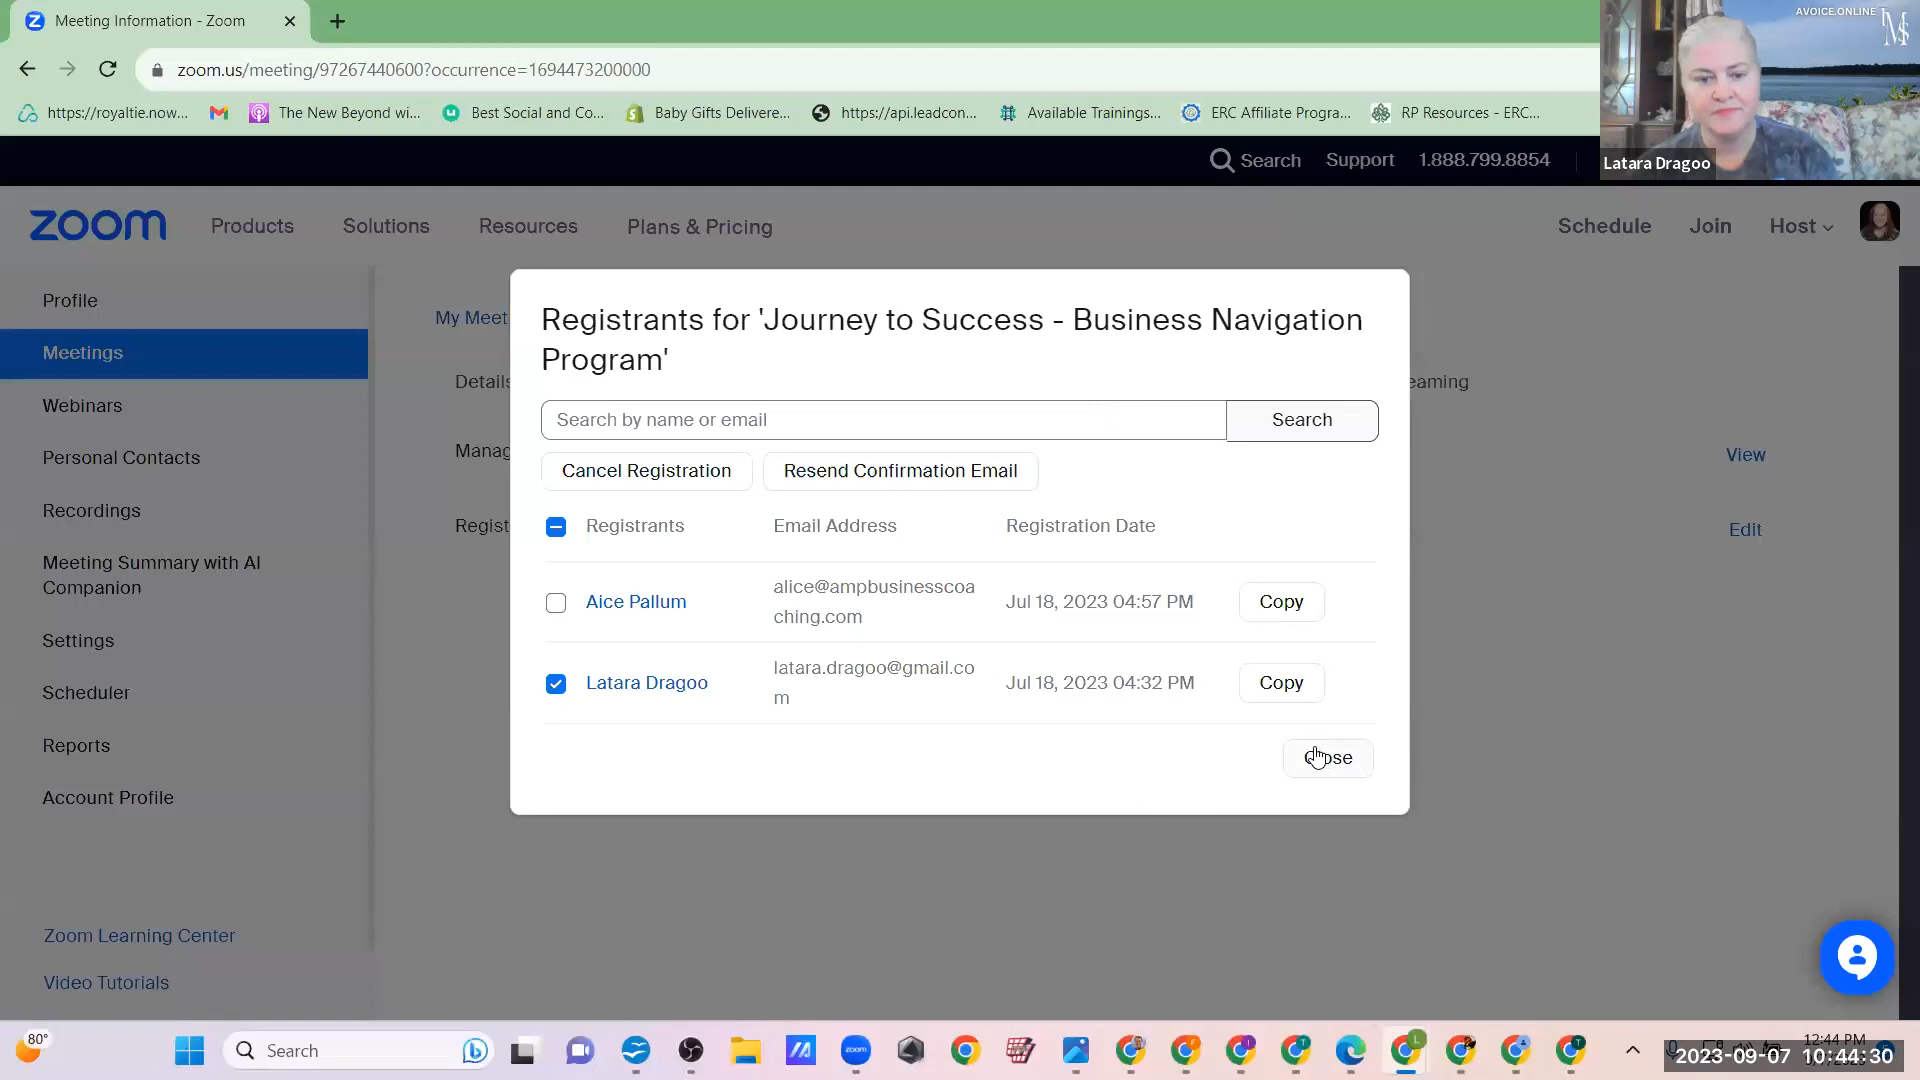 Meeting Information - Zoom
zoom.us/meeting/97267440600?occurrence=1694473200000
https://royaltie.now...
The New Beyond wi...
Best Social and Co...
Baby Gifts Delivere...
https://api.leadcon...
Available Trainings...
ERC Affiliate Progra...
RP Resources - ERC...
AVOICE.ONLINE
Latara Dragoo
Search
Support
1.888.799.8854
zoom
Products
Solutions
Resources
Plans & Pricing
Schedule
Join
Host
Profile
Meetings
Webinars
Personal Contacts
Recordings
Meeting Summary with AI
Companion
Settings
Scheduler
Reports
Account Profile
Zoom Learning Center
Video Tutorials
My Meet
Details
eaming
Manag
View
Regist
Edit
Registrants for 'Journey to Success - Business Navigation
Program'
Search by name or email
Search
Cancel Registration
Resend Confirmation Email
Registrants
Email Address
Registration Date
Aice Pallum
alice@ampbusinesscoa
ching.com
Jul 18, 2023 04:57 PM
Copy
Latara Dragoo
latara.dragoo@gmail.co
m
Jul 18, 2023 04:32 PM
Copy
Close
80°
Search
zoom
12:44 PM
2023-09-07 10:44:30